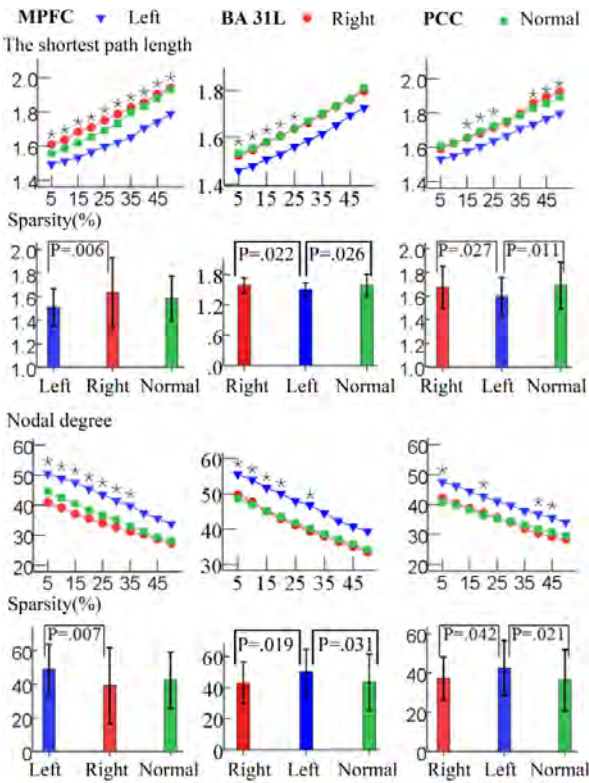 MPFC Left BA 31L Right PCC Normal
The shortest path length
2.0 1.8 1.6 1.4
5 15 25 35 45
1.8 1.6 1.4
5 15 25 35 45
2.0 1.8 1.6 1.4
5 15 25 35 45
Sparsity(%)
2.0 1.8 1.6 1.4 1.2 1.0
P=.006
Left Right Normal
1.8 1.2 .6 .0
P=.022 P=.026
Right Left Normal
2.0 1.8 1.6 1.4 1.2 1.0
P=.027 P=.011
Right Left Normal
Nodal degree
60 50 40 30 20
5 15 25 35 45
60 50 40 30
5 15 25 35 45
60 50 40 30 20
5 15 25 35 45
Sparsity(%)
60 40 20 0
P=.007
Left Right Normal
60 40 20 0
P=.019 P=.031
Right Left Normal
60 40 20 0
P=.042 P=.021
Right Left Normal